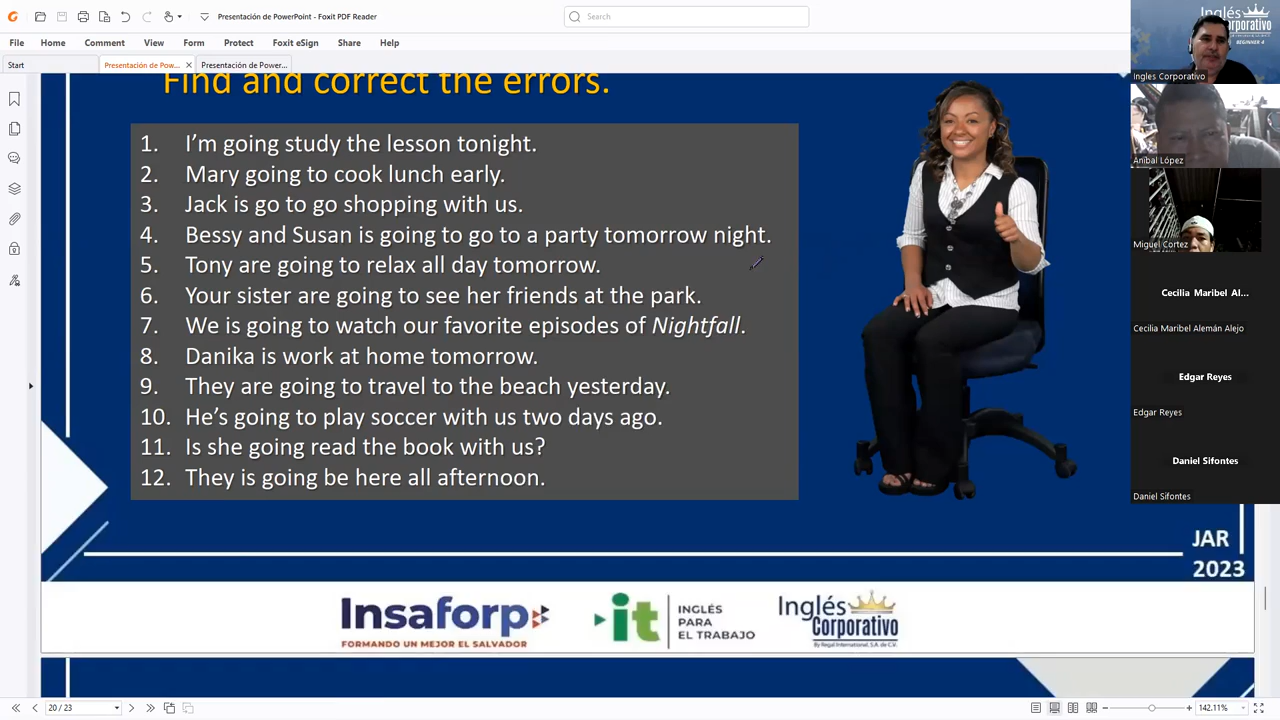 Presentación de PowerPoint - Foxit PDF Reader
Search
File Home Comment View Form Protect Foxit eSign Share Help
Start
Presentación de Pow...
Presentación de Power...
Find and correct the errors.
1. I'm going study the lesson tonight.
2. Mary going to cook lunch early.
3. Jack is go to go shopping with us.
4. Bessy and Susan is going to go to a party tomorrow night.
5. Tony are going to relax all day tomorrow.
6. Your sister are going to see her friends at the park.
7. We is going to watch our favorite episodes of Nightfall.
8. Danika is work at home tomorrow.
9. They are going to travel to the beach yesterday.
10. He's going to play soccer with us two days ago.
11. Is she going read the book with us?
12. They is going be here all afternoon.
JAR
2023
Insaforp
FORMANDO UN MEJOR EL SALVADOR
it
INGLÉS
PARA
EL TRABAJO
Inglés
Corporativo
By Regal International, S.A. de C.V.
Inglés
Corporativo
BEGINNER 4
Ingles Corporativo
Aníbal López
Miguel Cortez
Cecilia Maribel Al...
Cecilia Maribel Alemán Alejo
Edgar Reyes
Edgar Reyes
Daniel Sifontes
Daniel Sifontes
20 / 23
142.11%